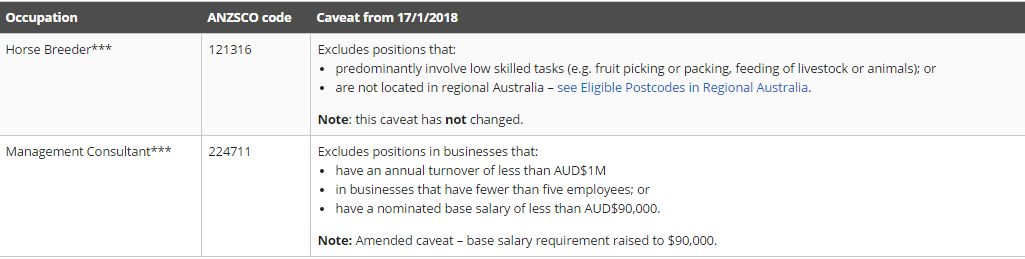 Occupation ANZSCO code Caveat from 17/1/2018
Horse Breeder*** 121316 Excludes positions that:
• predominantly involve low skilled tasks (e.g. fruit picking or packing, feeding of livestock or animals); or
• are not located in regional Australia – see Eligible Postcodes in Regional Australia.
Note: this caveat has not changed.
Management Consultant*** 224711 Excludes positions in businesses that:
• have an annual turnover of less than AUD$1M
• in businesses that have fewer than five employees; or
• have a nominated base salary of less than AUD$90,000.
Note: Amended caveat – base salary requirement raised to $90,000.